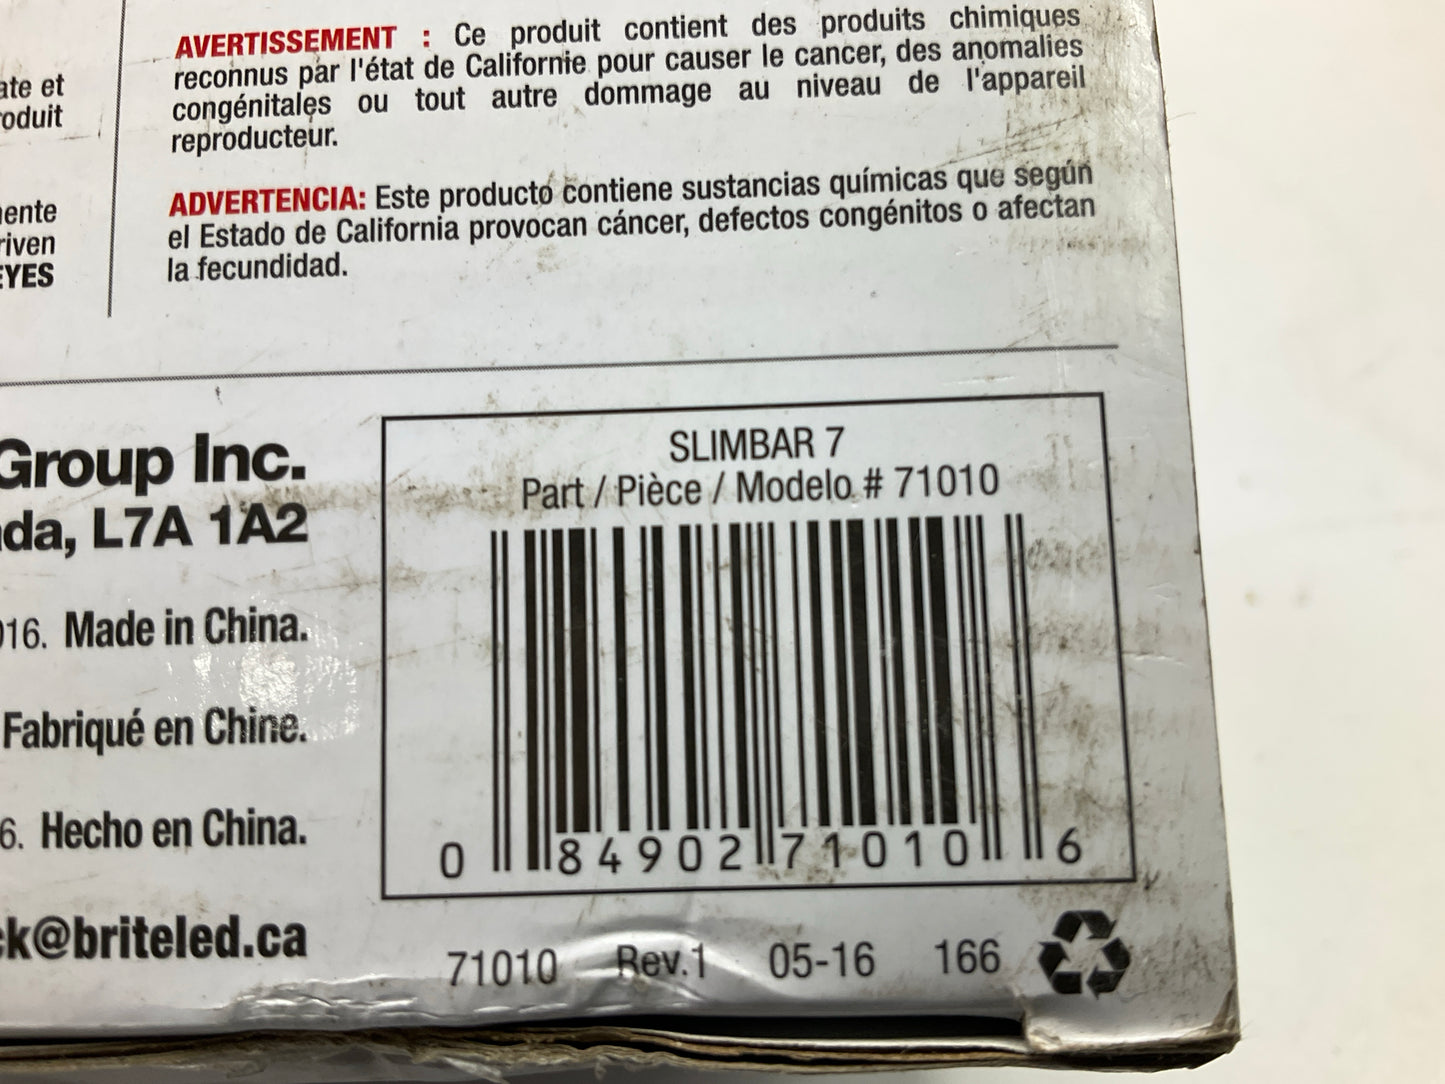 ate et
oduit
ente
riven
EYES
AVERTISSEMENT : Ce produit contient des produits chimiques
reconnus par l'état de Californie pour causer le cancer, des anomalies
congénitales ou tout autre dommage au niveau de l'appareil
reproducteur.
ADVERTENCIA: Este producto contiene sustancias químicas que según
el Estado de California provocan cáncer, defectos congénitos o afectan
la fecundidad.
Group Inc.
da, L7A 1A2
016. Made in China.
Fabriqué en Chine.
6. Hecho en China.
k@briteled.ca
SLIMBAR 7
Part / Pièce / Modelo # 71010
0 84902 71010 6
71010 Rev.1 05-16 166